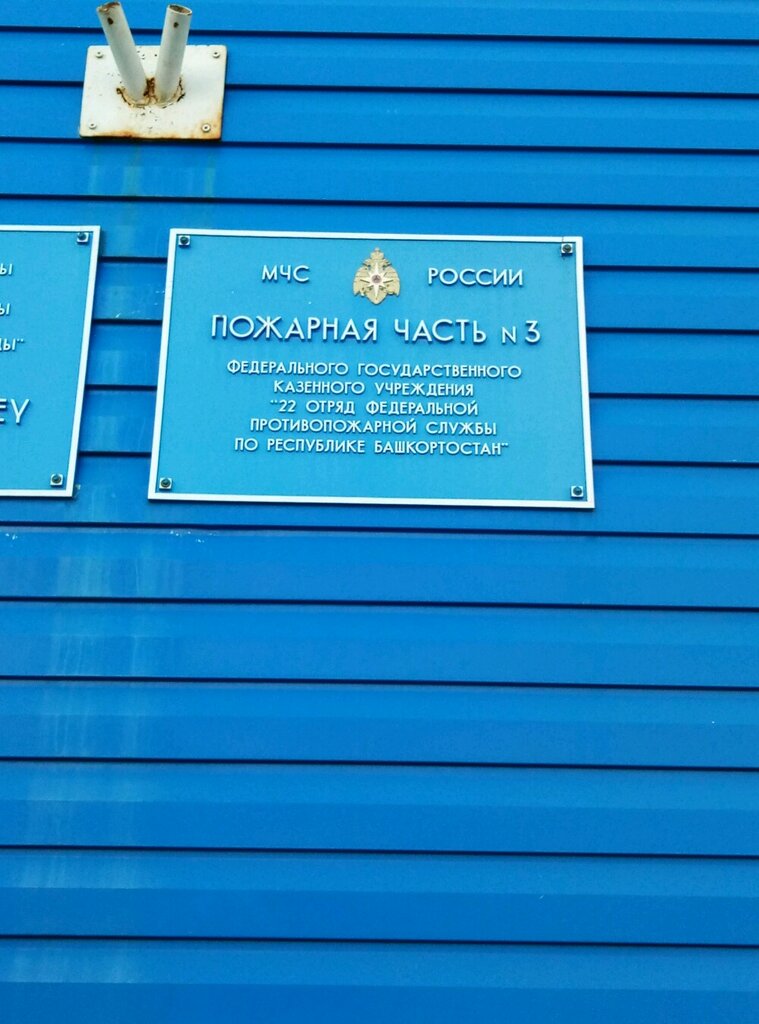 МЧС РОССИИ
ПОЖАРНАЯ ЧАСТЬ N 3
ФЕДЕРАЛЬНОГО ГОСУДАРСТВЕННОГО
КАЗЕННОГО УЧРЕЖДЕНИЯ
"22 ОТРЯД ФЕДЕРАЛЬНОЙ
ПРОТИВОПОЖАРНОЙ СЛУЖБЫ
ПО РЕСПУБЛИКЕ БАШКОРТОСТАН"